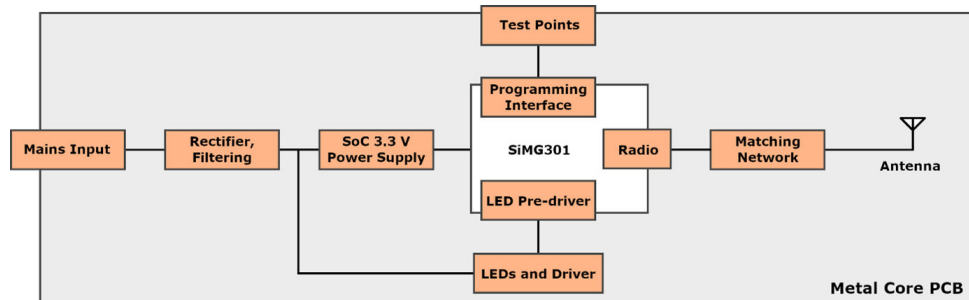 Test Points
Programming
Interface
Mains Input
Rectifier,
Filtering
SoC 3.3 V
Power Supply
SiMG301
Radio
Matching
Network
Antenna
LED Pre-driver
LEDs and Driver
Metal Core PCB